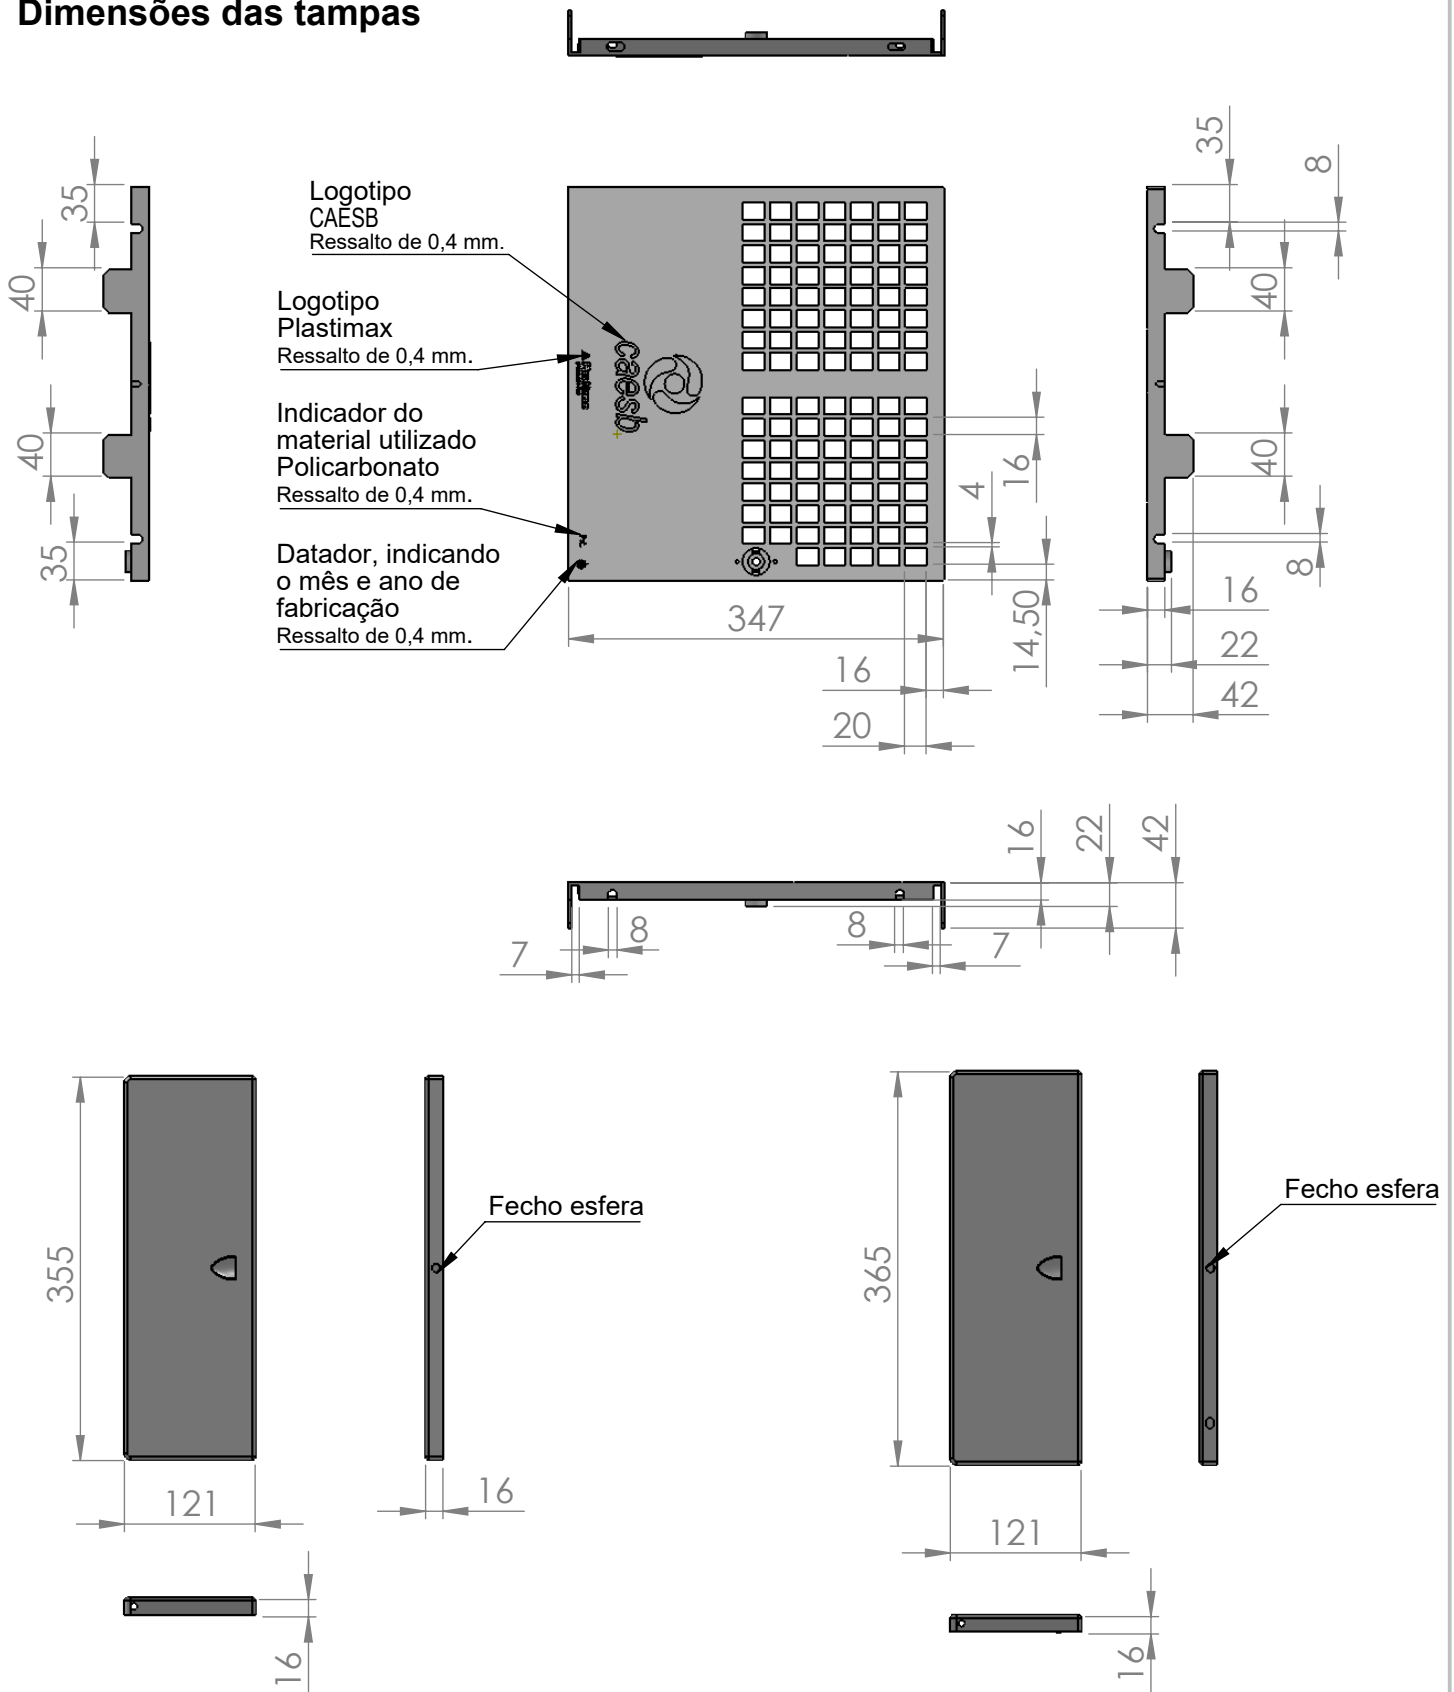 Dimensões das tampas
35
40
40
35
Logotipo
CAESB
Ressalto de 0,4 mm.
Logotipo
Plastimax
Ressalto de 0,4 mm.
Indicador do
material utilizado
Policarbonato
Ressalto de 0,4 mm.
Datador, indicando
o mês e ano de
fabricação
Ressalto de 0,4 mm.
caesb
347
16
20
4
16
14,50
35
8
40
40
8
16
22
42
16
22
42
7
8
8
7
355
121
16
16
Fecho esfera
365
121
16
Fecho esfera